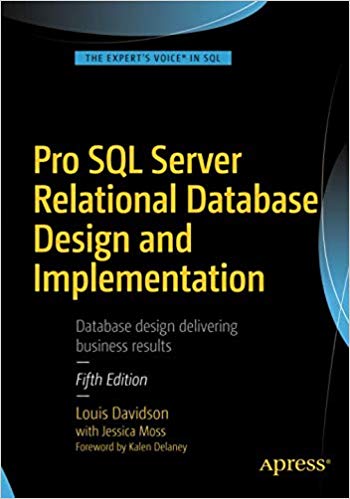 THE EXPERT'S VOICE® IN SQL
Pro SQL Server
Relational Database
Design and
Implementation
Database design delivering
business results
Fifth Edition
Louis Davidson
with Jessica Moss
Foreword by Kalen Delaney
Apress®